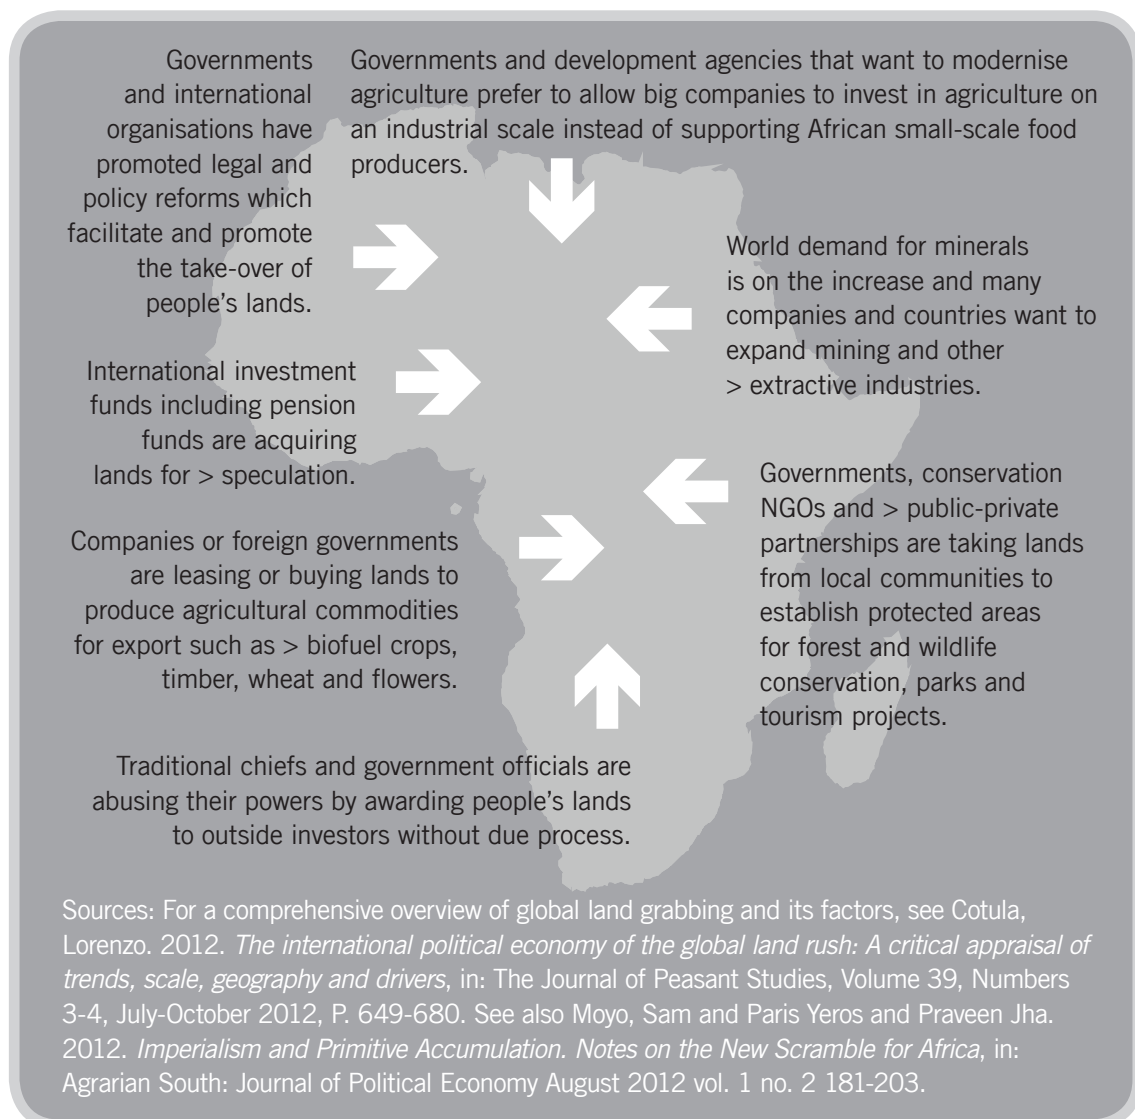 Governments
and international
organisations have
promoted legal and
policy reforms which
facilitate and promote
the take-over of
people’s lands.
Governments and development agencies that want to modernise
agriculture prefer to allow big companies to invest in agriculture on
an industrial scale instead of supporting African small-scale food
producers.
World demand for minerals
is on the increase and many
companies and countries want to
expand mining and other
> extractive industries.
International investment
funds including pension
funds are acquiring
lands for > speculation.
Governments, conservation
NGOs and > public-private
partnerships are taking lands
from local communities to
establish protected areas
for forest and wildlife
conservation, parks and
tourism projects.
Companies or foreign governments
are leasing or buying lands to
produce agricultural commodities
for export such as > biofuel crops,
timber, wheat and flowers.
Traditional chiefs and government officials are
abusing their powers by awarding people’s lands
to outside investors without due process.
Sources: For a comprehensive overview of global land grabbing and its factors, see Cotula,
Lorenzo. 2012. The international political economy of the global land rush: A critical appraisal of
trends, scale, geography and drivers, in: The Journal of Peasant Studies, Volume 39, Numbers
3-4, July-October 2012, P. 649-680. See also Moyo, Sam and Paris Yeros and Praveen Jha.
2012. Imperialism and Primitive Accumulation. Notes on the New Scramble for Africa, in:
Agrarian South: Journal of Political Economy August 2012 vol. 1 no. 2 181-203.